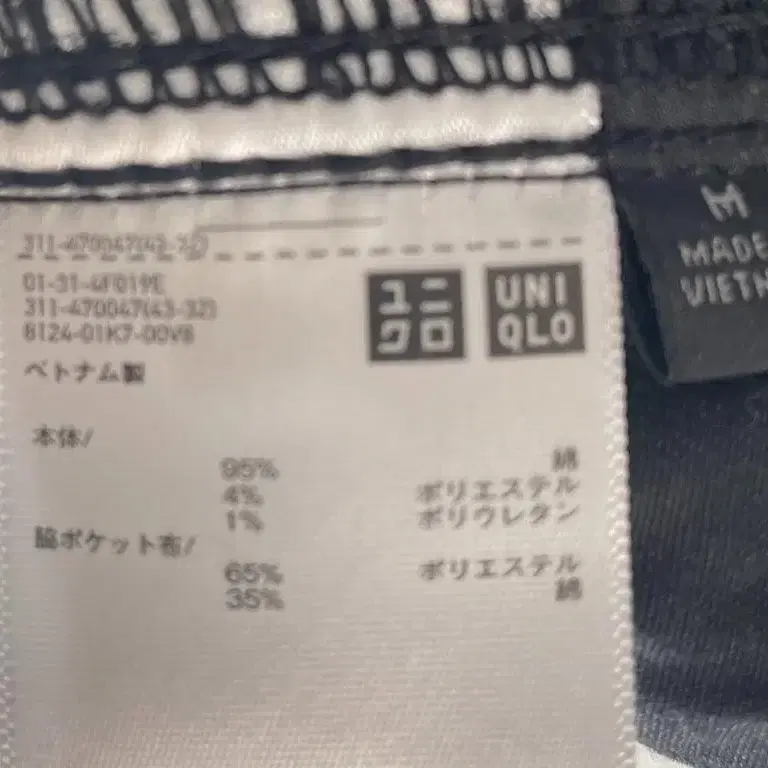 311-470047(43-32)
01-31-4F019E
311-470047(43-32)
8124-01K7-00V6
ベトナム製
ユニ
クロ
UNI
QLO
本体/
95% 綿
4% ポリエステル
1% ポリウレタン
脇ポケット布/
65% ポリエステル
35% 綿
M
MADE
VIETN